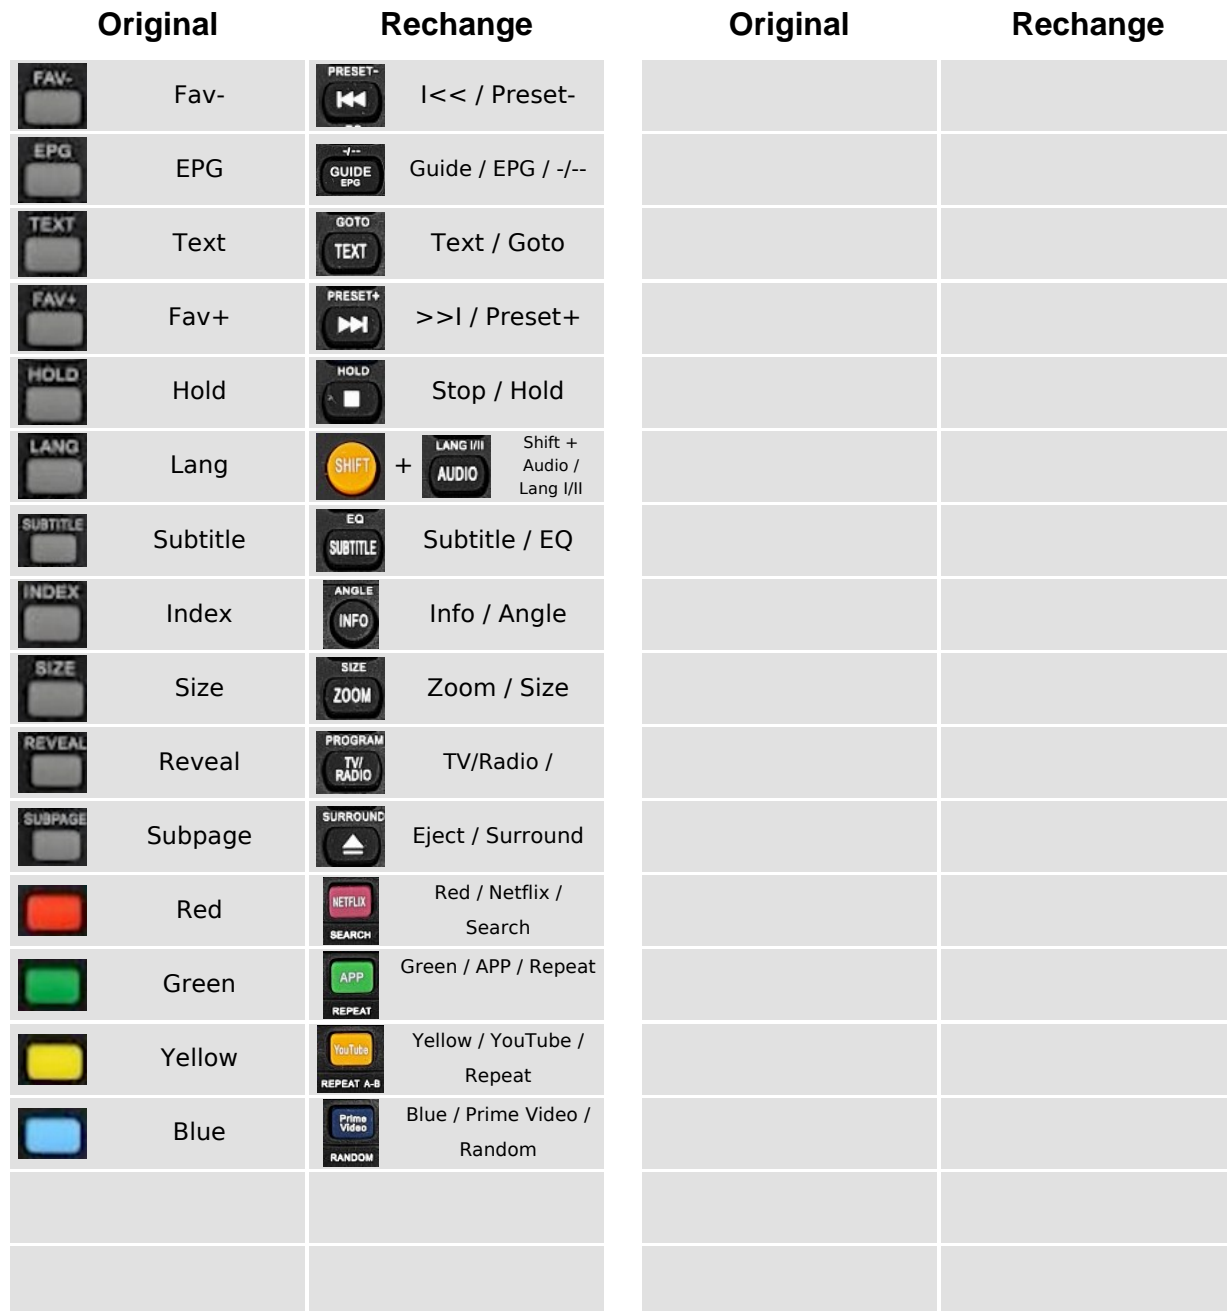 Original Rechange Original Rechange
FAV- Fav- PRESET- I<< / Preset-
EPG EPG -/-- GUIDE EPG Guide / EPG / -/--
TEXT Text GOTO TEXT Text / Goto
FAV+ Fav+ PRESET+ >>I / Preset+
HOLD Hold HOLD Stop / Hold
LANG Lang SHIFT + LANG I/II AUDIO Shift +
Audio /
Lang I/II
SUBTITLE Subtitle EQ SUBTITLE Subtitle / EQ
INDEX Index ANGLE INFO Info / Angle
SIZE Size SIZE ZOOM Zoom / Size
REVEAL Reveal PROGRAM TV/ RADIO TV/Radio /
SUBPAGE Subpage SURROUND Eject / Surround
Red NETFLIX SEARCH Red / Netflix /
Search
Green APP REPEAT Green / APP / Repeat
Yellow YouTube REPEAT A-B Yellow / YouTube /
Repeat
Blue Prime Video RANDOM Blue / Prime Video /
Random